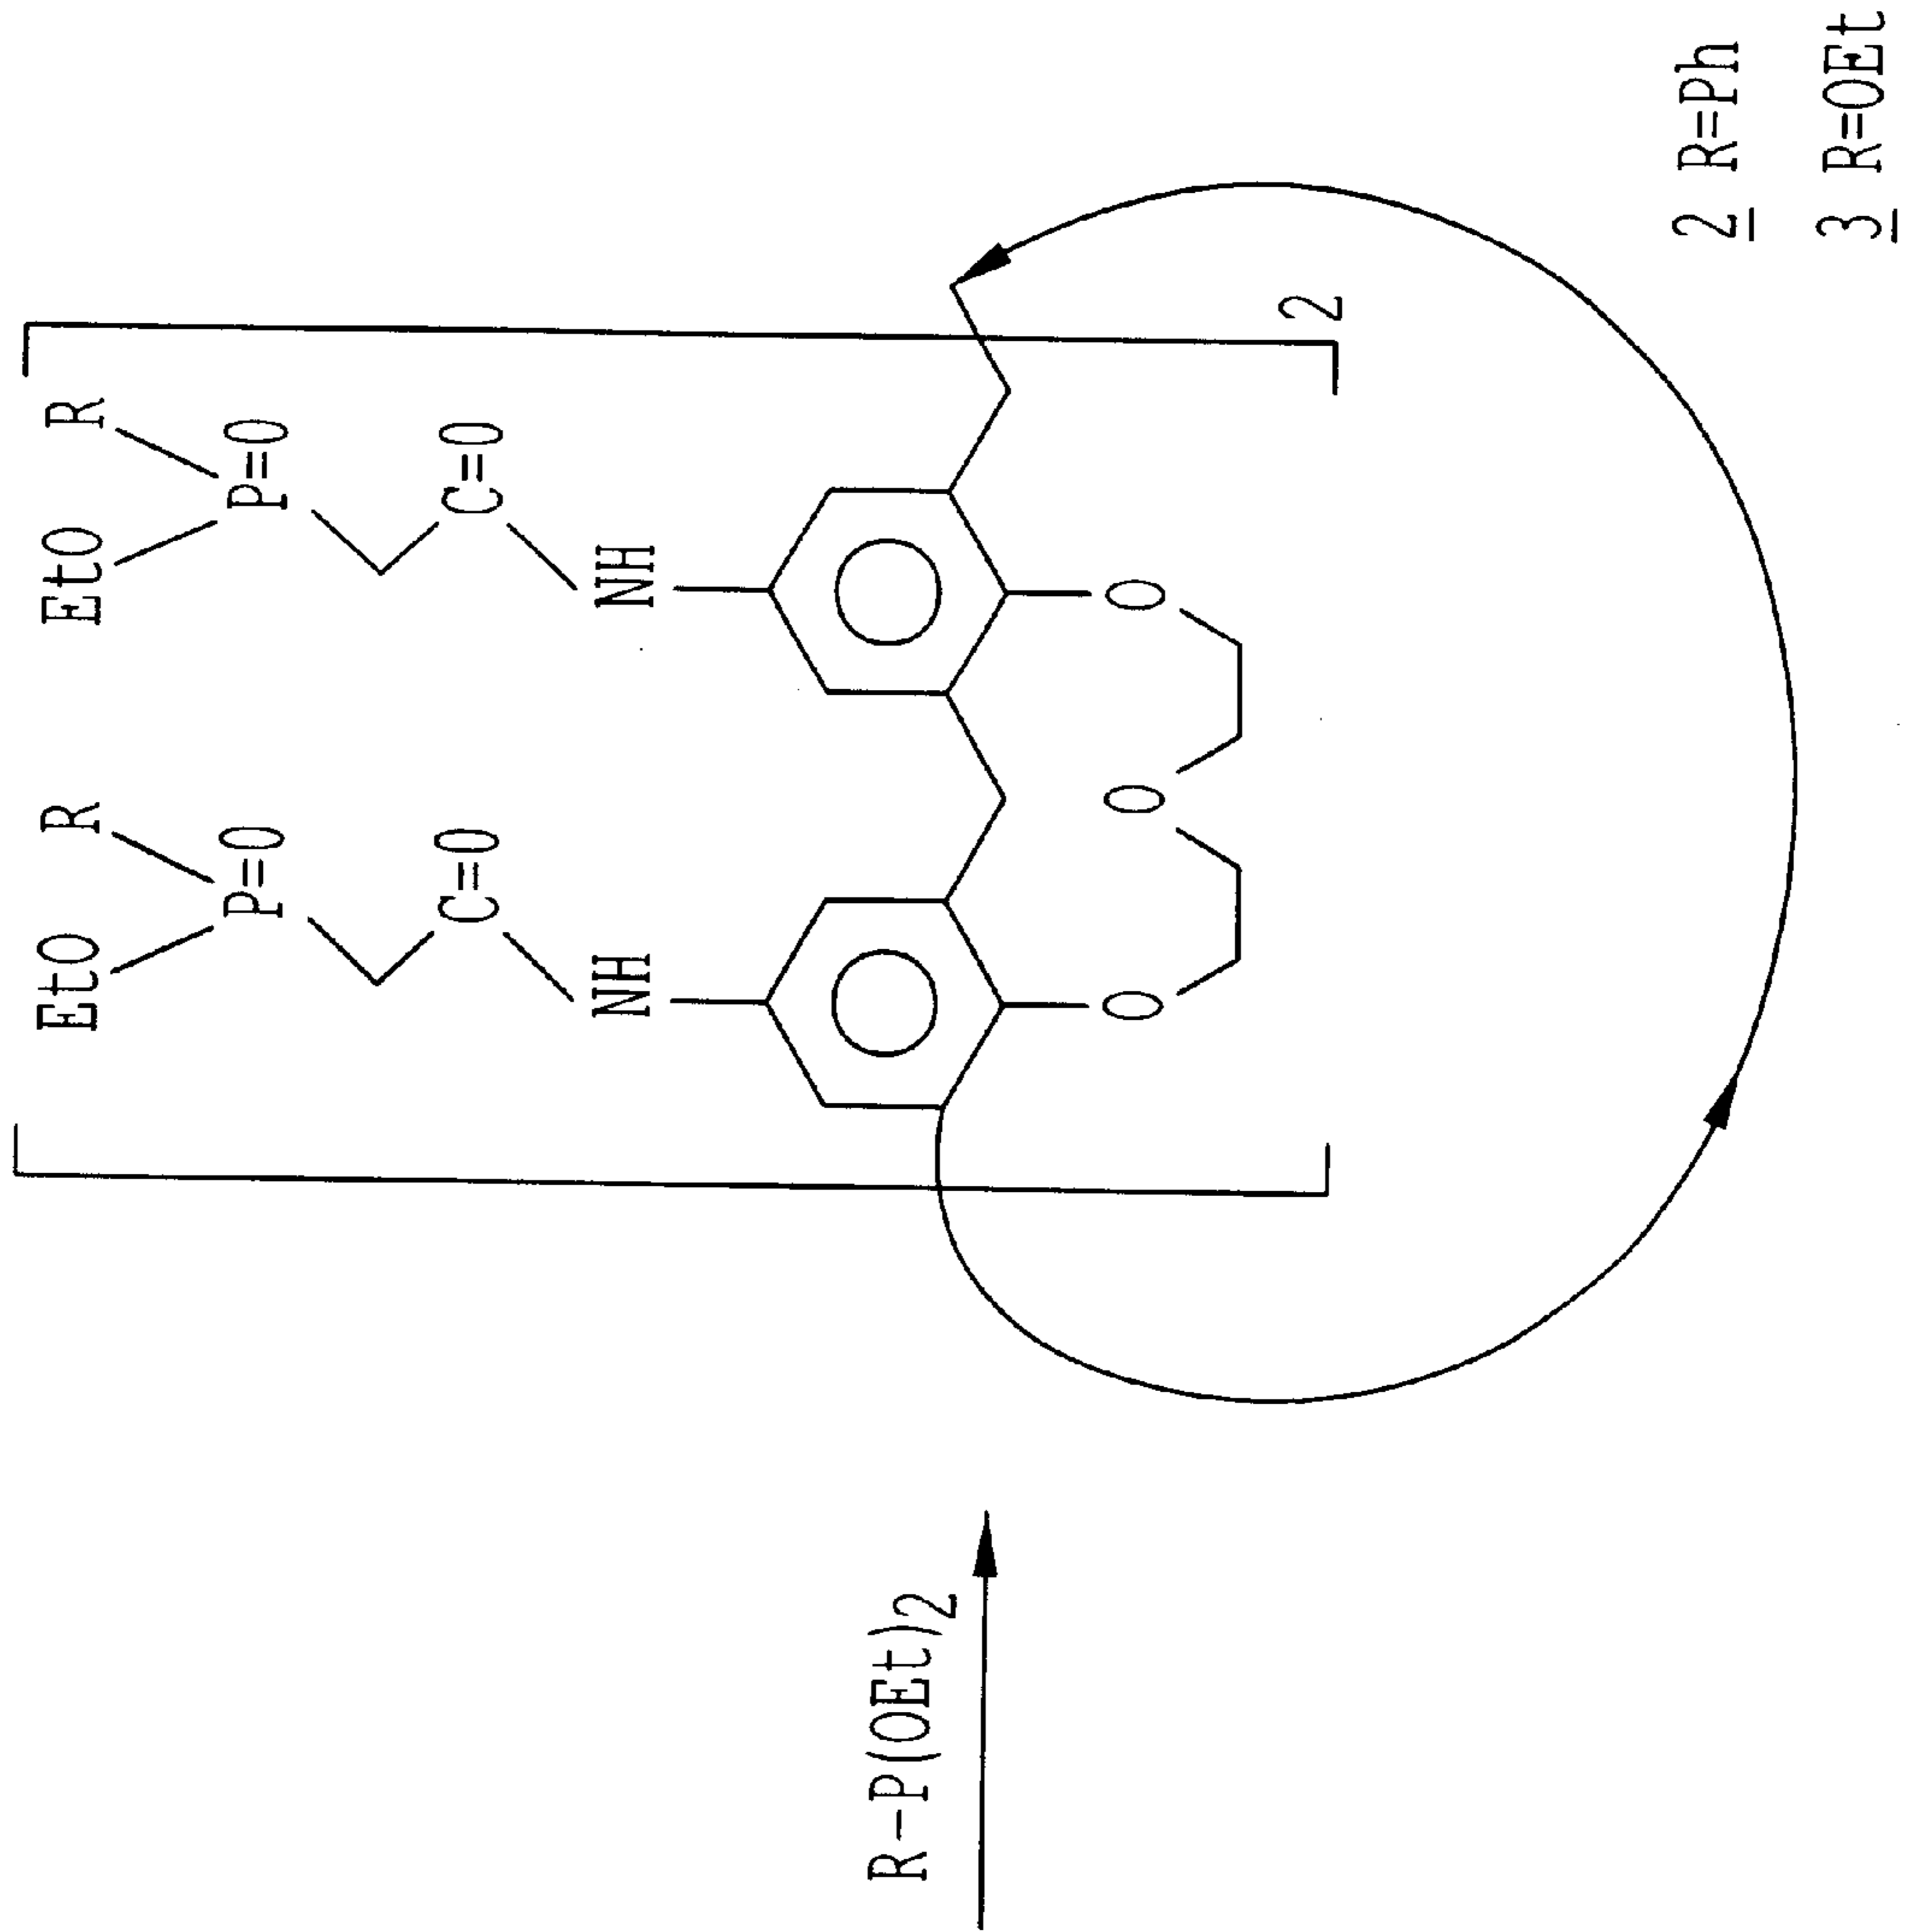 EtO R EtO R
P=O P=O
C=O C=O
NH NH
R-P(OEt)2
O O O
2
2 R=Ph
3 R=OEt